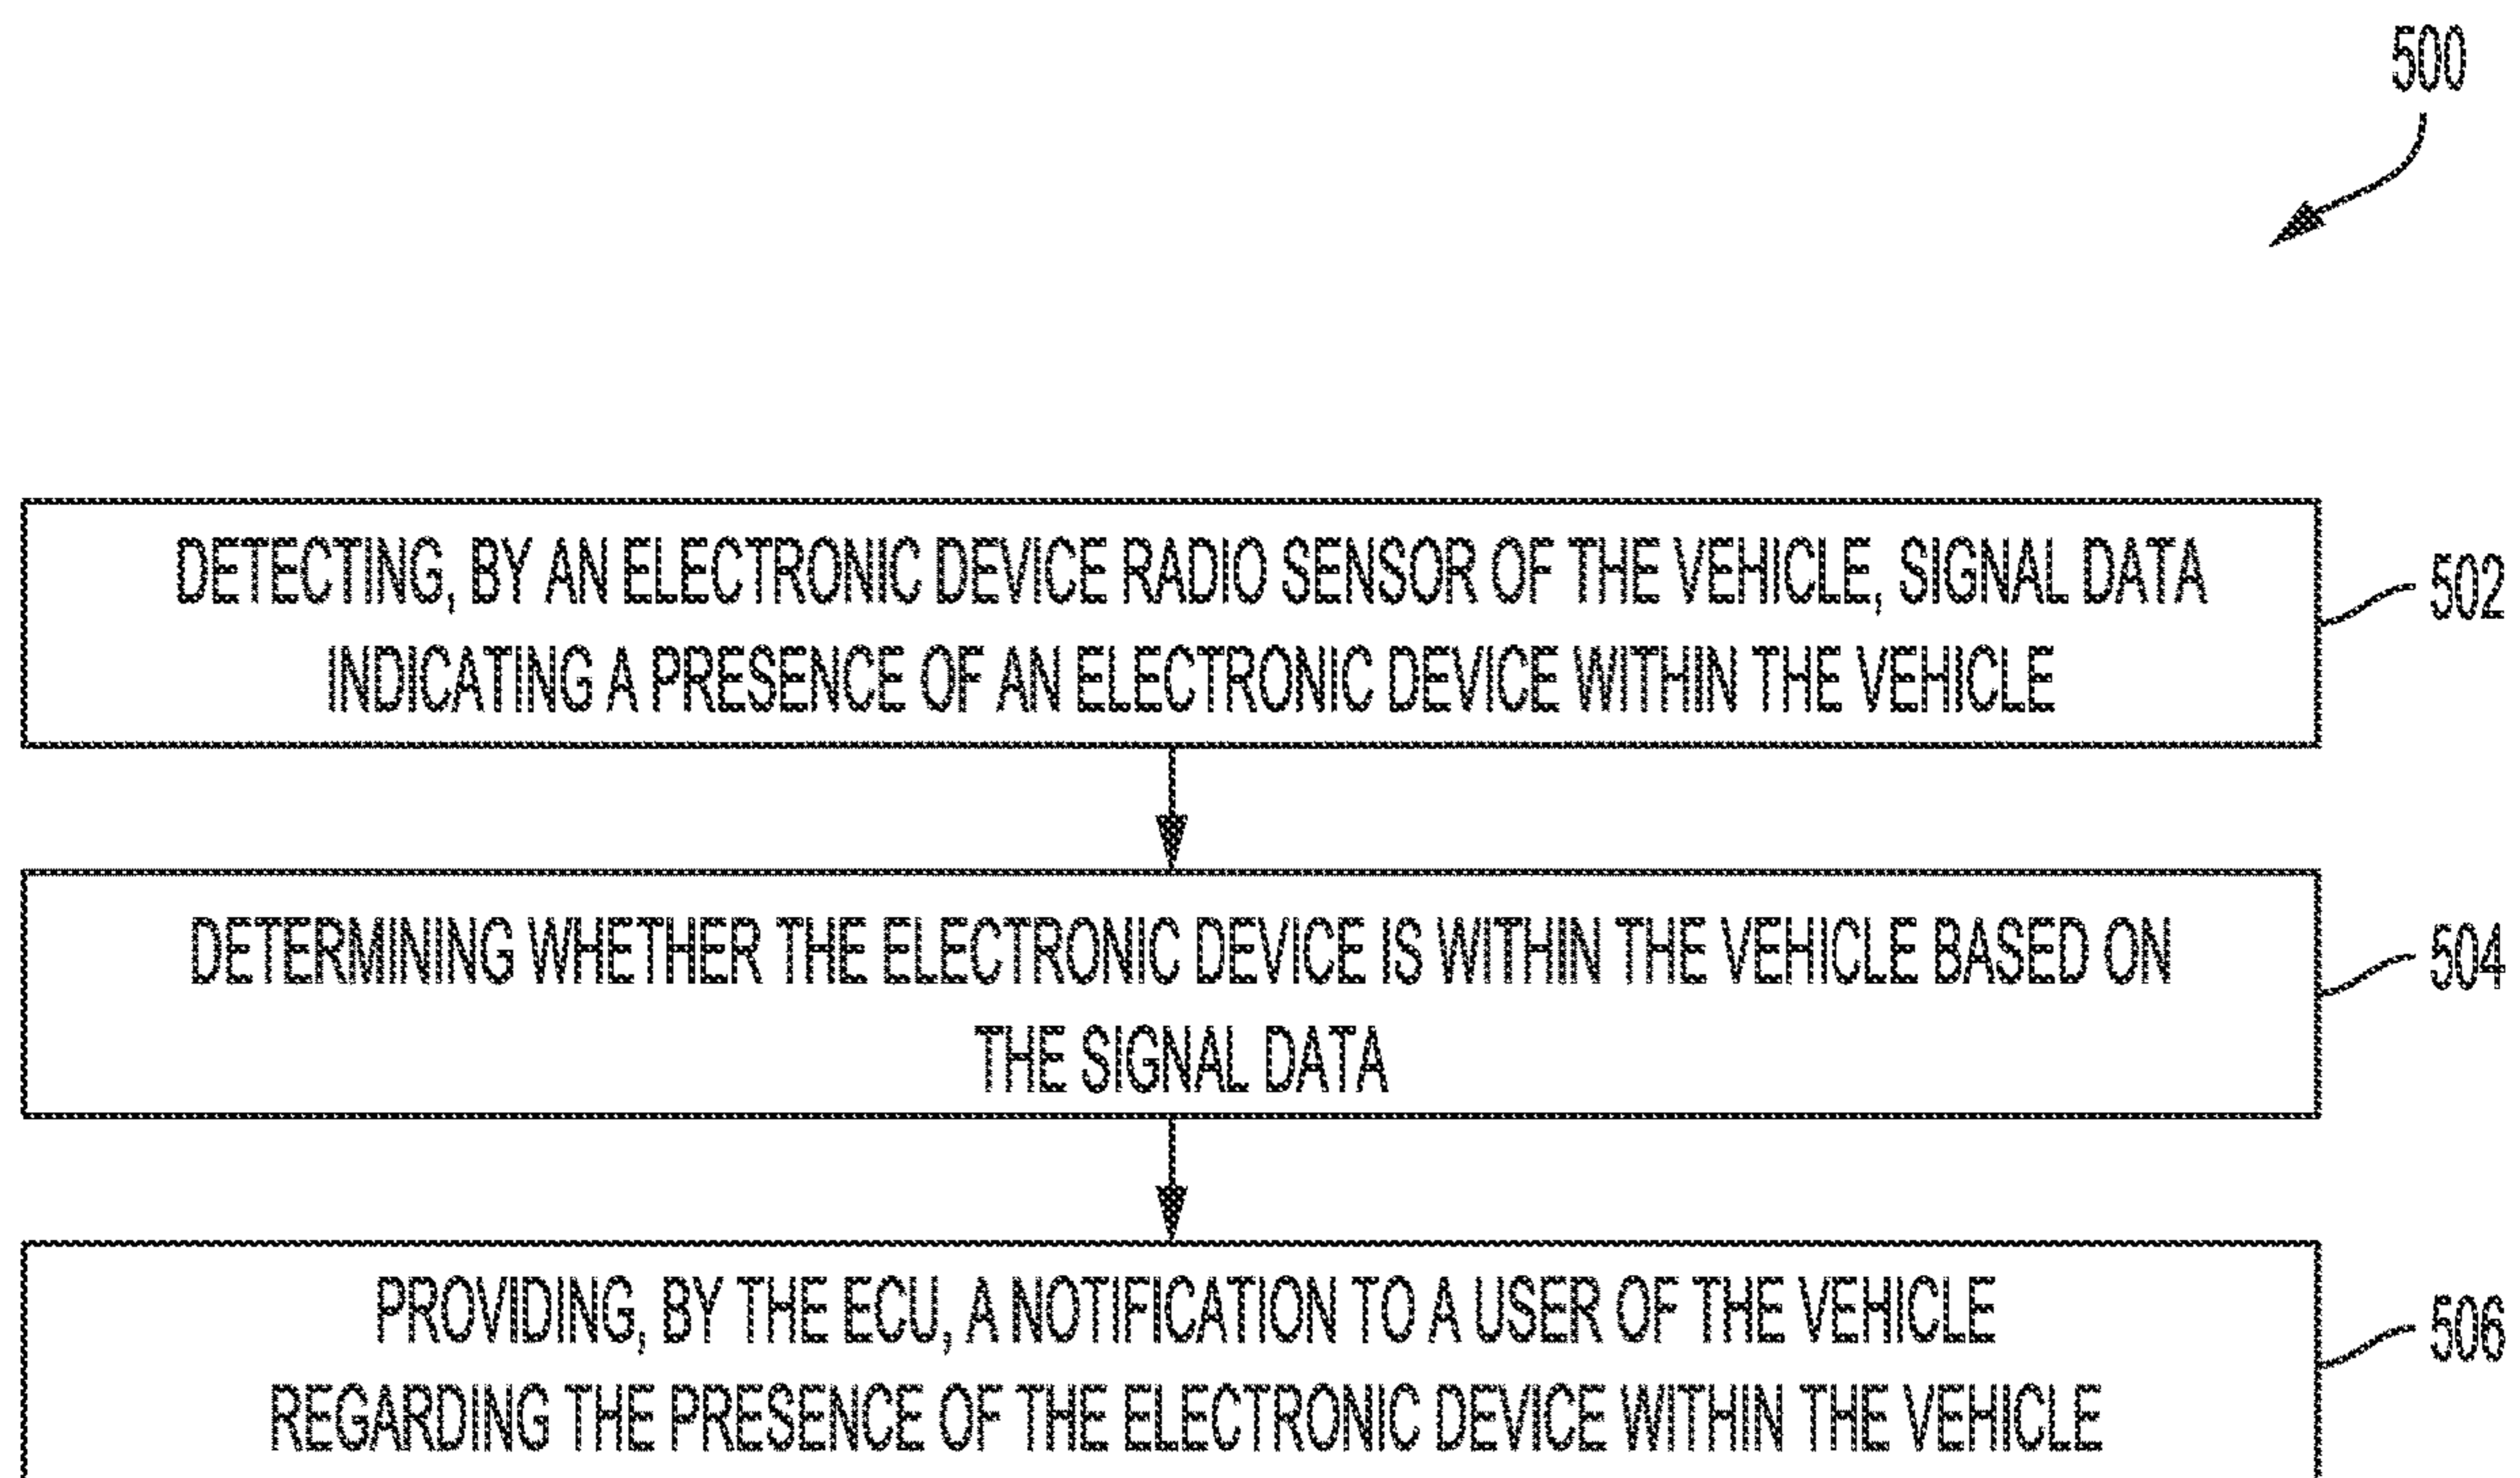 500
DETECTING, BY AN ELECTRONIC DEVICE RADIO SENSOR OF THE VEHICLE, SIGNAL DATA
INDICATING A PRESENCE OF AN ELECTRONIC DEVICE WITHIN THE VEHICLE
502
DETERMINING WHETHER THE ELECTRONIC DEVICE IS WITHIN THE VEHICLE BASED ON
THE SIGNAL DATA
504
PROVIDING, BY THE ECU, A NOTIFICATION TO A USER OF THE VEHICLE
REGARDING THE PRESENCE OF THE ELECTRONIC DEVICE WITHIN THE VEHICLE
506